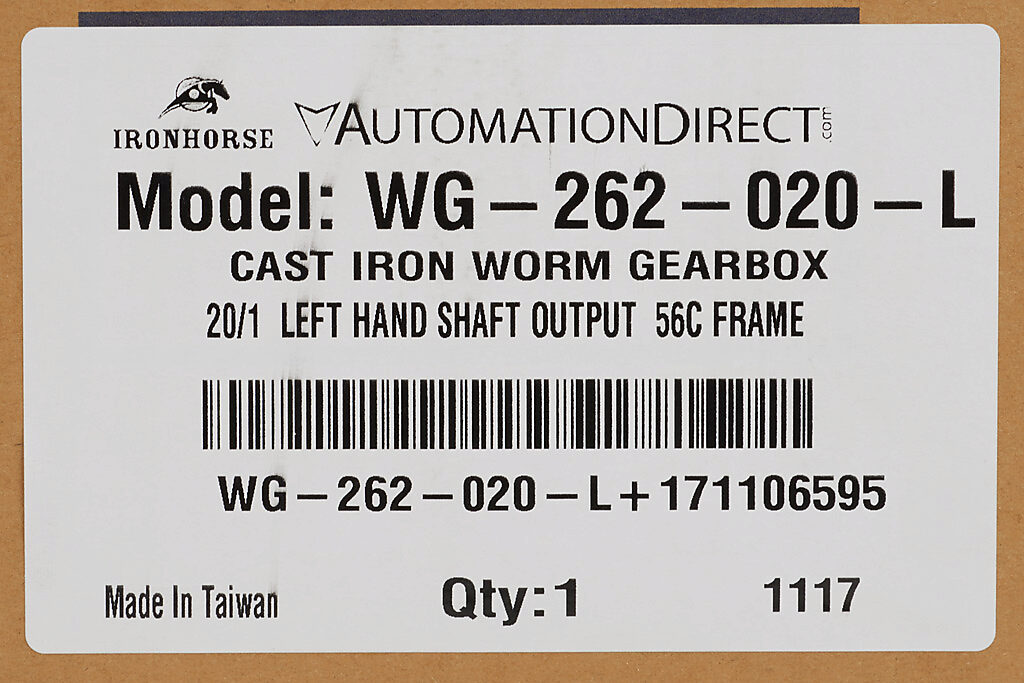 IRONHORSE AUTOMATIONDIRECT.com
Model: WG-262-020-L
CAST IRON WORM GEARBOX
20/1 LEFT HAND SHAFT OUTPUT 56C FRAME
WG-262-020-L+171106595
Made In Taiwan Qty:1 1117